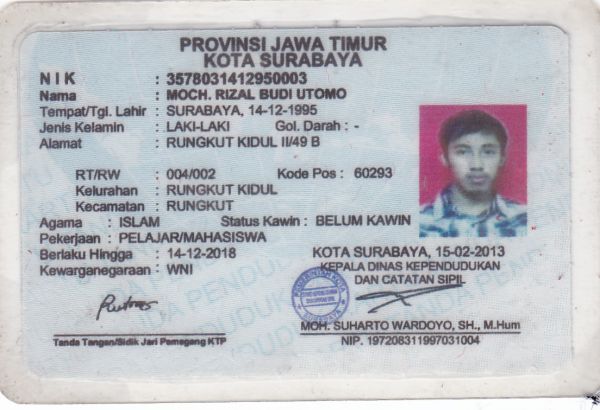 PROVINSI JAWA TIMUR
KOTA SURABAYA
NIK : 3578031412950003
Nama : MOCH. RIZAL BUDI UTOMO
Tempat/Tgl. Lahir : SURABAYA, 14-12-1995
Jenis Kelamin : LAKI-LAKI Gol. Darah : -
Alamat : RUNGKUT KIDUL II/49 B
RT/RW : 004/002 Kode Pos : 60293
Kelurahan : RUNGKUT KIDUL
Kecamatan : RUNGKUT
Agama : ISLAM Status Kawin : BELUM KAWIN
Pekerjaan : PELAJAR/MAHASISWA
Berlaku Hingga : 14-12-2018
Kewarganegaraan : WNI
KOTA SURABAYA, 15-02-2013
KEPALA DINAS KEPENDUDUKAN
DAN CATATAN SIPIL
MOH. SUHARTO WARDOYO, SH., M.Hum
NIP. 197208311997031004
Tanda Tangan/Sidik Jari Pemegang KTP